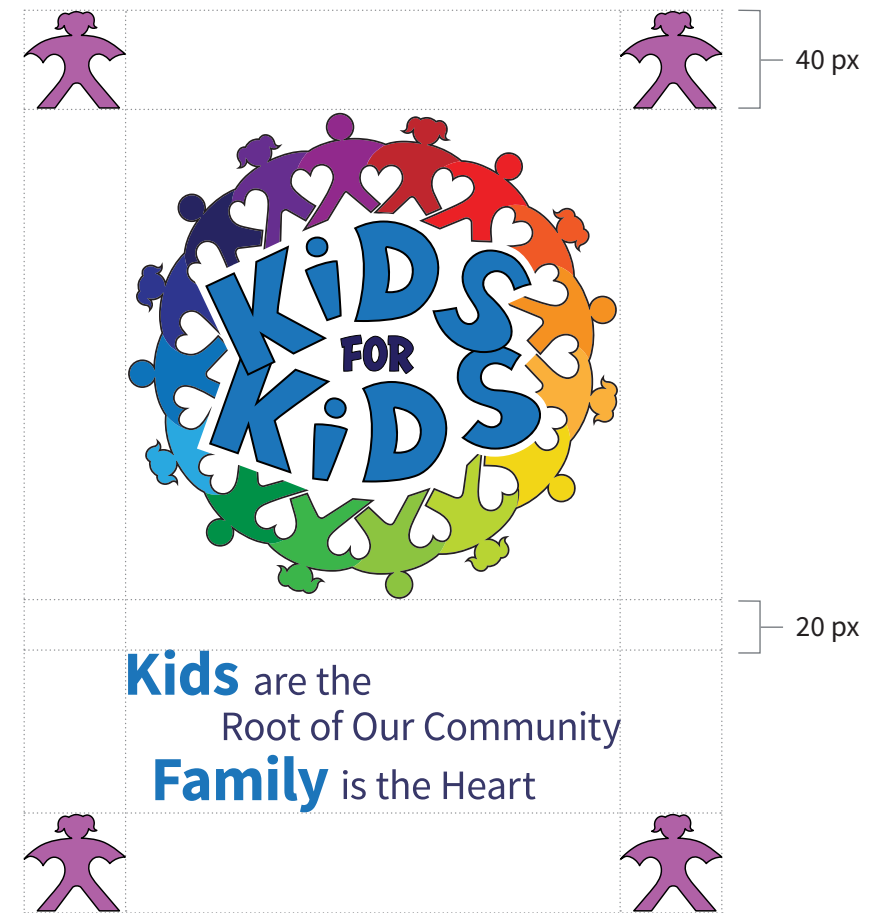 40 px
KiDS
FOR
KiDS
20 px
Kids are the
Root of Our Community
Family is the Heart